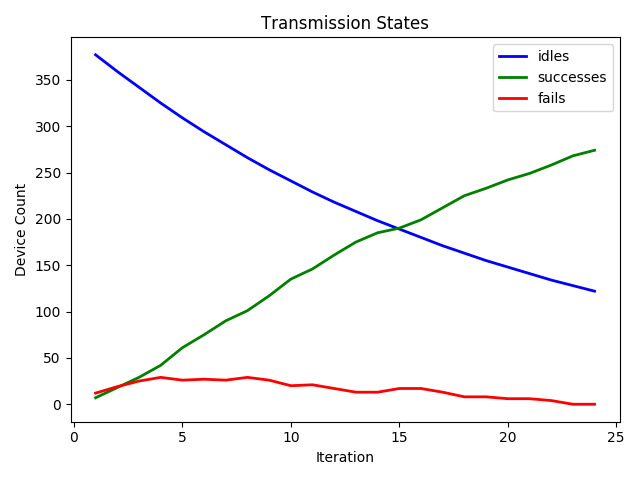 Transmission States
idles
successes
fails
Device Count
350
300
250
200
150
100
50
0
0 5 10 15 20 25
Iteration